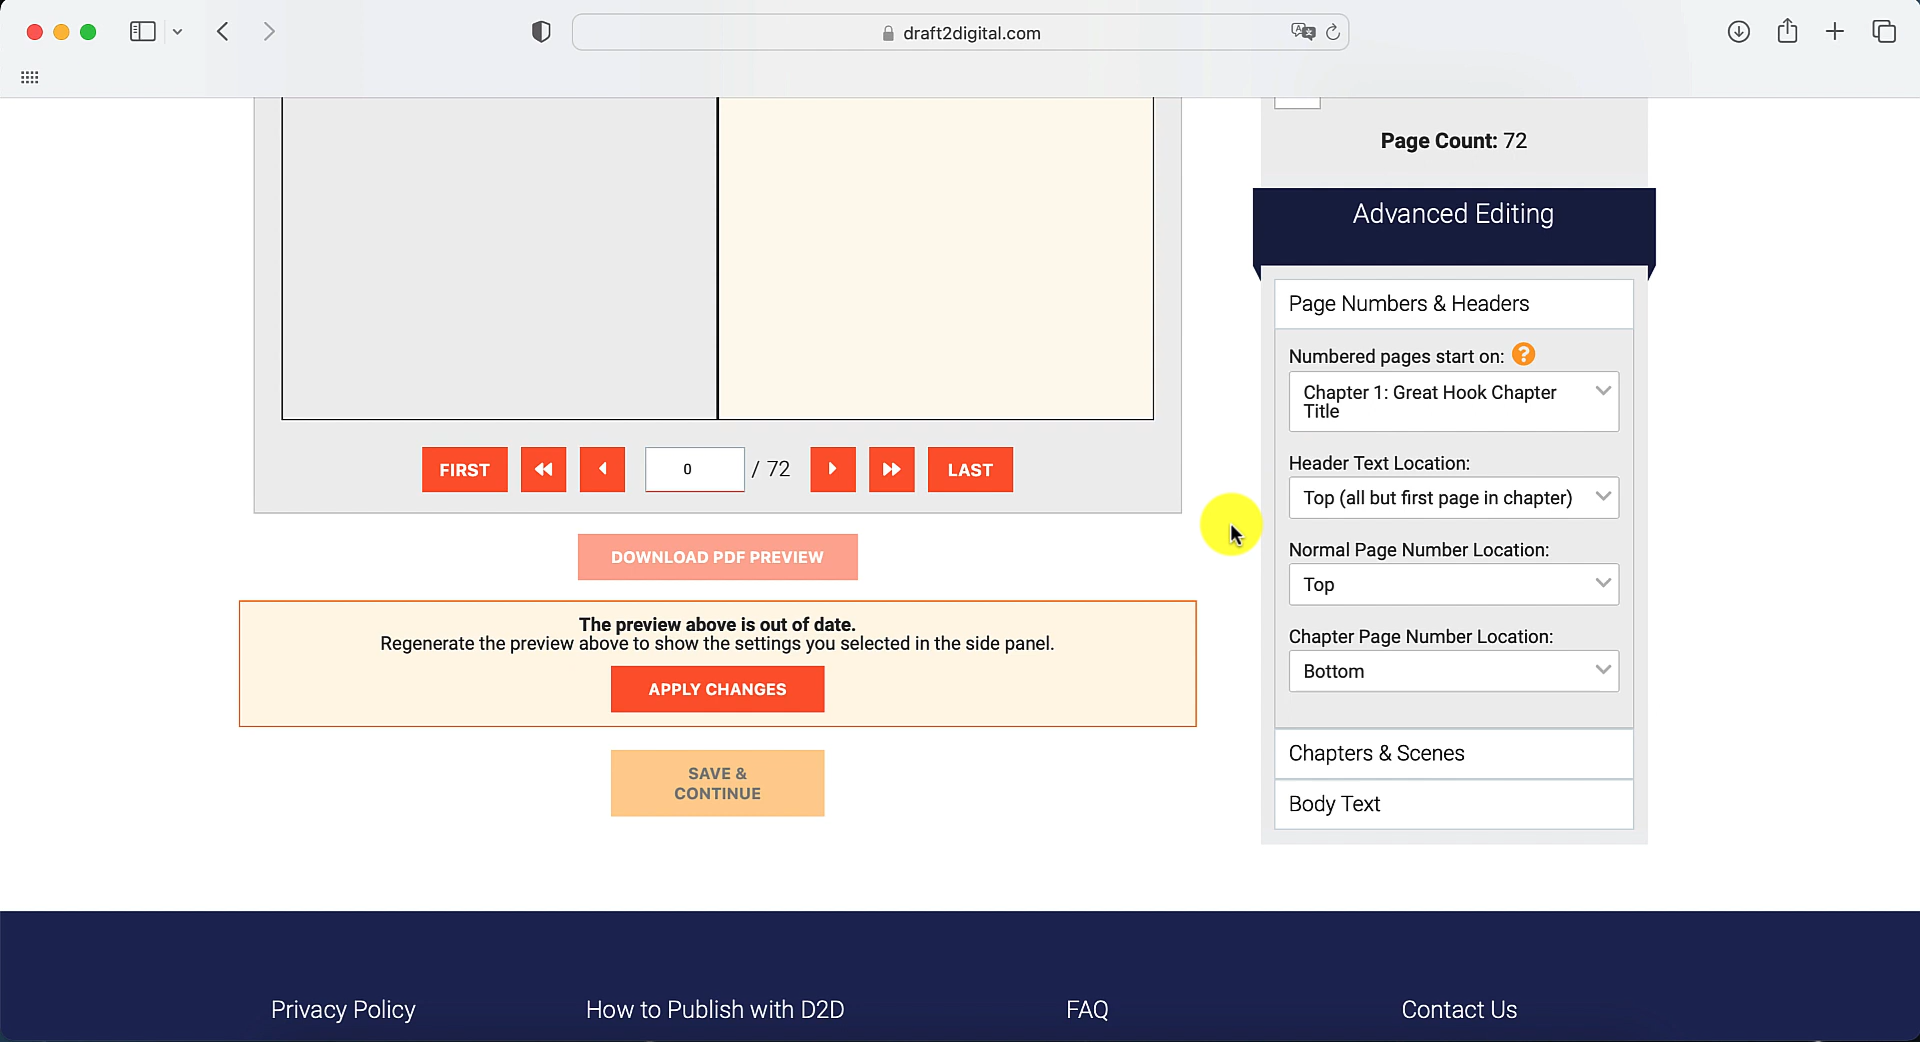 draft2digital.com
Page Count: 72
Advanced Editing
Page Numbers & Headers
Numbered pages start on: ?
Chapter 1: Great Hook Chapter
Title
Header Text Location:
Top (all but first page in chapter)
Normal Page Number Location:
Top
Chapter Page Number Location:
Bottom
Chapters & Scenes
Body Text
FIRST
0
/ 72
LAST
DOWNLOAD PDF PREVIEW
The preview above is out of date.
Regenerate the preview above to show the settings you selected in the side panel.
APPLY CHANGES
SAVE &
CONTINUE
Privacy Policy
How to Publish with D2D
FAQ
Contact Us